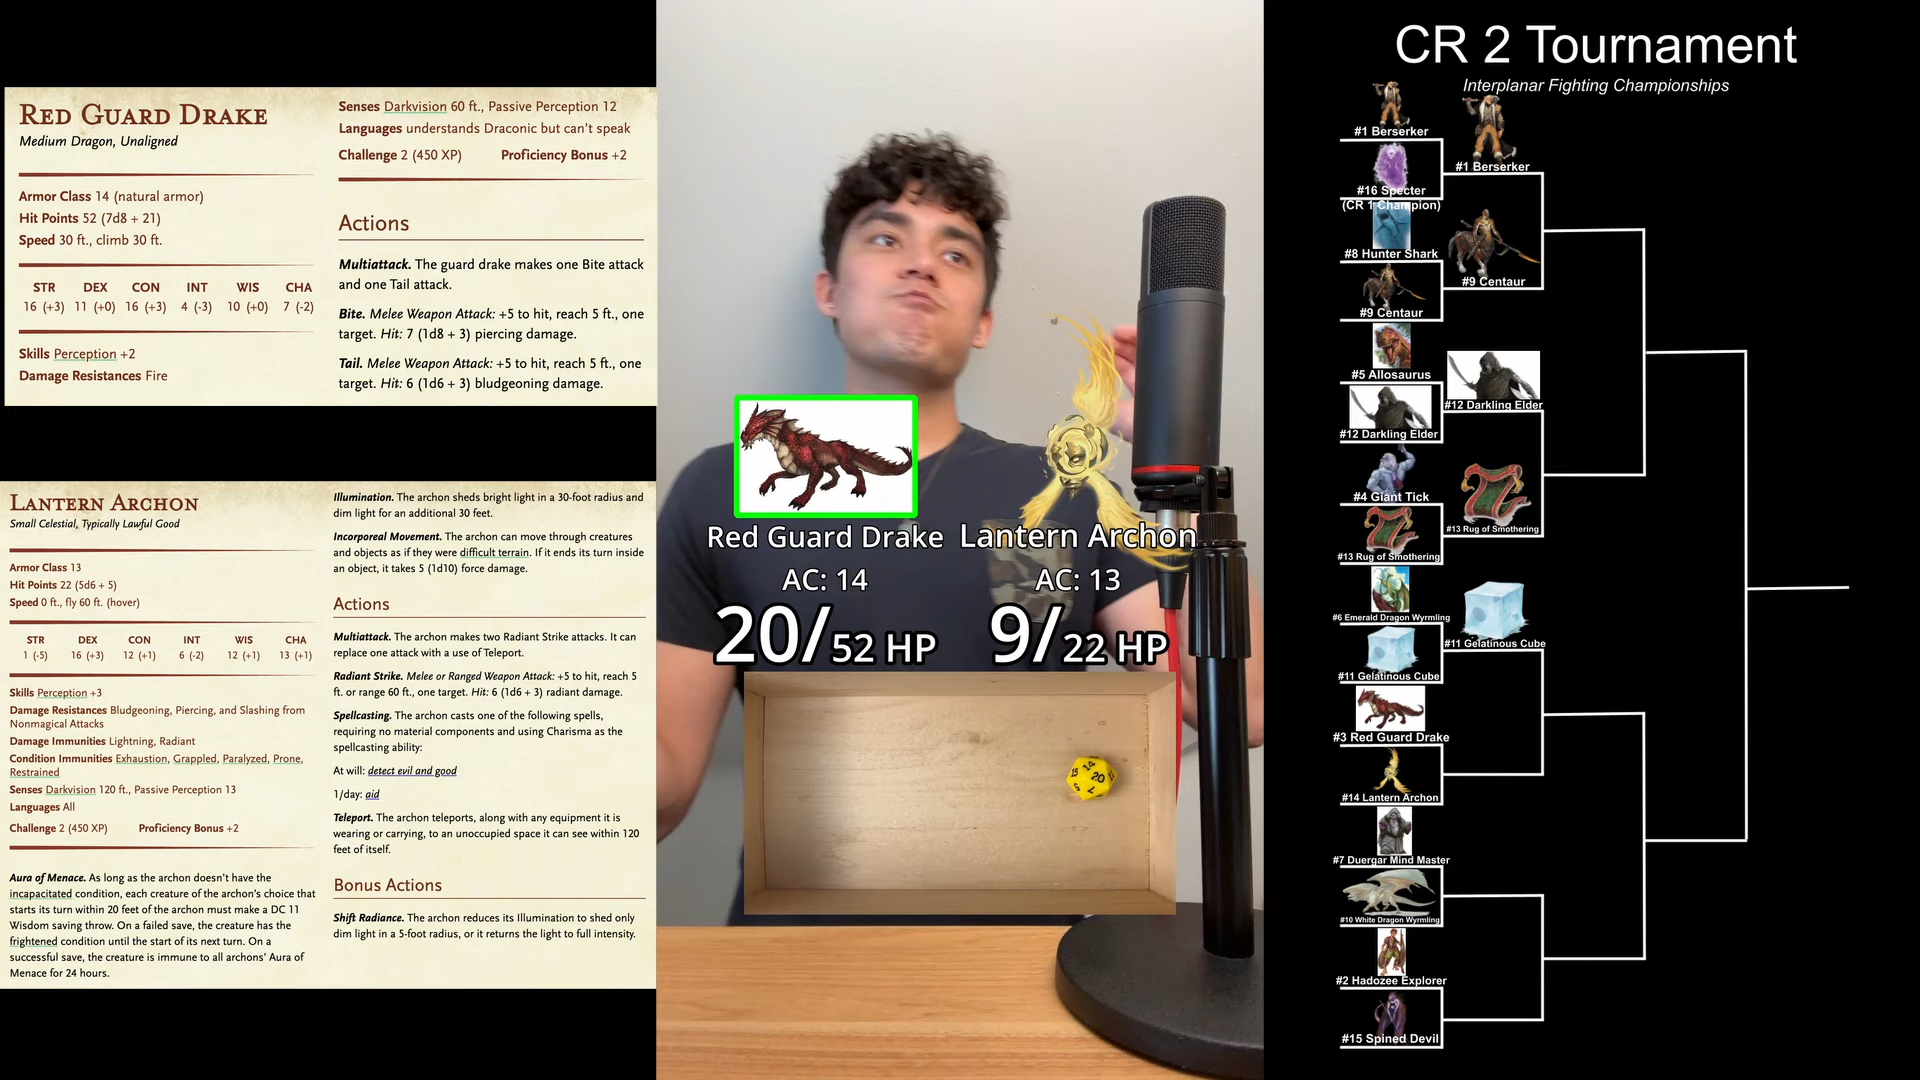 RED GUARD DRAKE
Medium Dragon, Unaligned
Armor Class 14 (natural armor)
Hit Points 52 (7d8 + 21)
Speed 30 ft., climb 30 ft.
STR DEX CON INT WIS CHA
16 (+3) 11 (+0) 16 (+3) 4 (-3) 10 (+0) 7 (-2)
Skills Perception +2
Damage Resistances Fire
Senses Darkvision 60 ft., Passive Perception 12
Languages understands Draconic but can't speak
Challenge 2 (450 XP) Proficiency Bonus +2
Actions
Multiattack. The guard drake makes one Bite attack
and one Tail attack.
Bite. Melee Weapon Attack: +5 to hit, reach 5 ft., one
target. Hit: 7 (1d8 + 3) piercing damage.
Tail. Melee Weapon Attack: +5 to hit, reach 5 ft., one
target. Hit: 6 (1d6 + 3) bludgeoning damage.
LANTERN ARCHON
Small Celestial, Typically Lawful Good
Armor Class 13
Hit Points 22 (5d6 + 5)
Speed 0 ft., fly 60 ft. (hover)
STR DEX CON INT WIS CHA
1 (-5) 16 (+3) 12 (+1) 6 (-2) 12 (+1) 13 (+1)
Skills Perception +3
Damage Resistances Bludgeoning, Piercing, and Slashing from
Nonmagical Attacks
Damage Immunities Lightning, Radiant
Condition Immunities Exhaustion, Grappled, Paralyzed, Prone,
Restrained
Senses Darkvision 120 ft., Passive Perception 13
Languages All
Challenge 2 (450 XP) Proficiency Bonus +2
Aura of Menace. As long as the archon doesn't have the
incapacitated condition, each creature of the archon's choice that
starts its turn within 20 feet of the archon must make a DC 11
Wisdom saving throw. On a failed save, the creature has the
frightened condition until the start of its next turn. On a
successful save, the creature is immune to all archons' Aura of
Menace for 24 hours.
Illumination. The archon sheds bright light in a 30-foot radius and
dim light for an additional 30 feet.
Incorporeal Movement. The archon can move through creatures
and objects as if they were difficult terrain. If it ends its turn inside
an object, it takes 5 (1d10) force damage.
Actions
Multiattack. The archon makes two Radiant Strike attacks. It can
replace one attack with a use of Teleport.
Radiant Strike. Melee or Ranged Weapon Attack: +5 to hit, reach 5
ft. or range 60 ft., one target. Hit: 6 (1d6 + 3) radiant damage.
Spellcasting. The archon casts one of the following spells,
requiring no material components and using Charisma as the
spellcasting ability:
At will: detect evil and good
1/day: aid
Teleport. The archon teleports, along with any equipment it is
wearing or carrying, to an unoccupied space it can see within 120
feet of itself.
Bonus Actions
Shift Radiance. The archon reduces its Illumination to shed only
dim light in a 5-foot radius, or it returns the light to full intensity.
Red Guard Drake
AC: 14
20/52 HP
Lantern Archon
AC: 13
9/22 HP
14
15
20
CR 2 Tournament
Interplanar Fighting Championships
#1 Berserker
#16 Specter
(CR 1 Champion)
#8 Hunter Shark
#9 Centaur
#5 Allosaurus
#12 Darkling Elder
#4 Giant Tick
#13 Rug of Smothering
#6 Emerald Dragon Wyrmling
#11 Gelatinous Cube
#3 Red Guard Drake
#14 Lantern Archon
#7 Duergar Mind Master
#10 White Dragon Wyrmling
#2 Hadozee Explorer
#15 Spined Devil
#1 Berserker
#9 Centaur
#12 Darkling Elder
#13 Rug of Smothering
#11 Gelatinous Cube